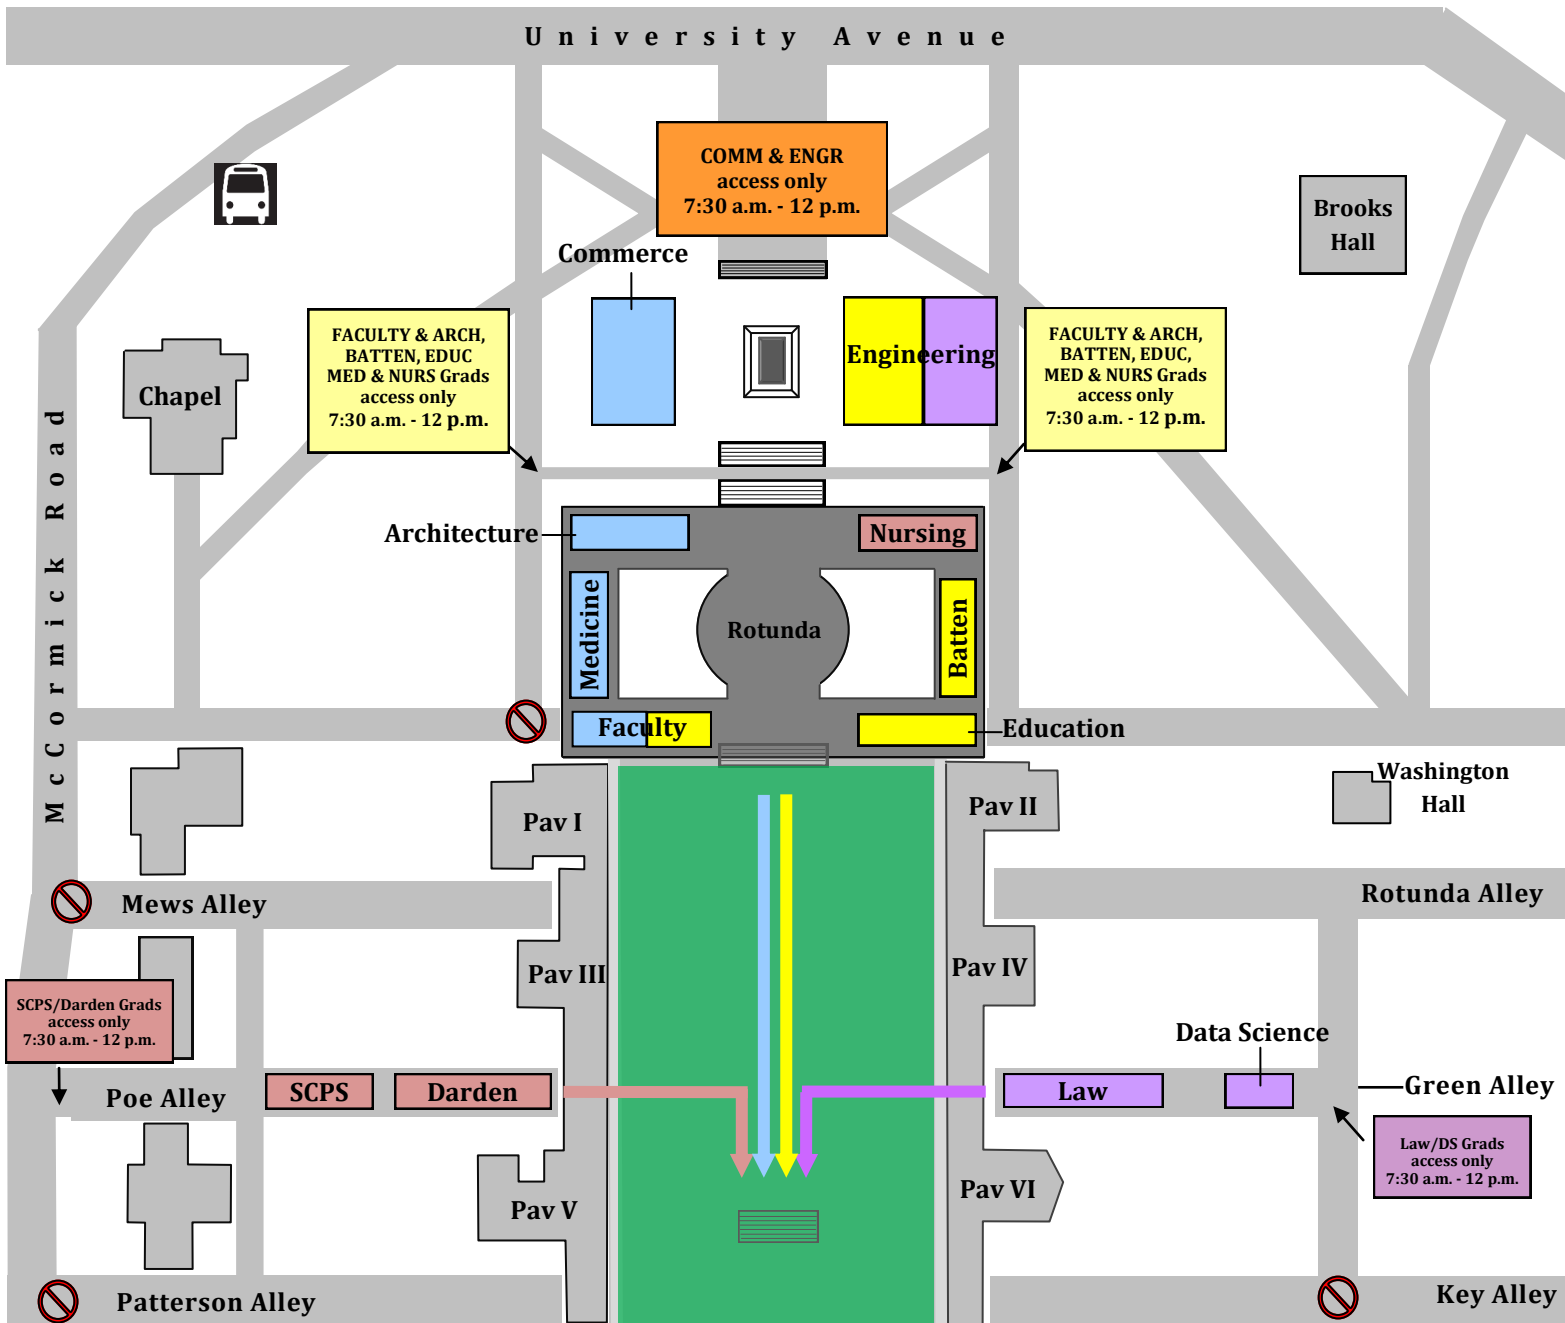 University Avenue
COMM & ENGR
access only
7:30 a.m. - 12 p.m.
Brooks
Hall
Commerce
FACULTY & ARCH,
BATTEN, EDUC
MED & NURS Grads
access only
7:30 a.m. - 12 p.m.
Engineering
FACULTY & ARCH,
BATTEN, EDUC,
MED & NURS Grads
access only
7:30 a.m. - 12 p.m.
Chapel
McCormick Road
Architecture
Nursing
Medicine
Rotunda
Batten
Faculty
Education
Washington
Hall
Pav I
Pav II
Mews Alley
Rotunda Alley
Pav III
Pav IV
SCPS/Darden Grads
access only
7:30 a.m. - 12 p.m.
Data Science
Poe Alley
SCPS
Darden
Law
Green Alley
Law/DS Grads
access only
7:30 a.m. - 12 p.m.
Pav V
Pav VI
Patterson Alley
Key Alley